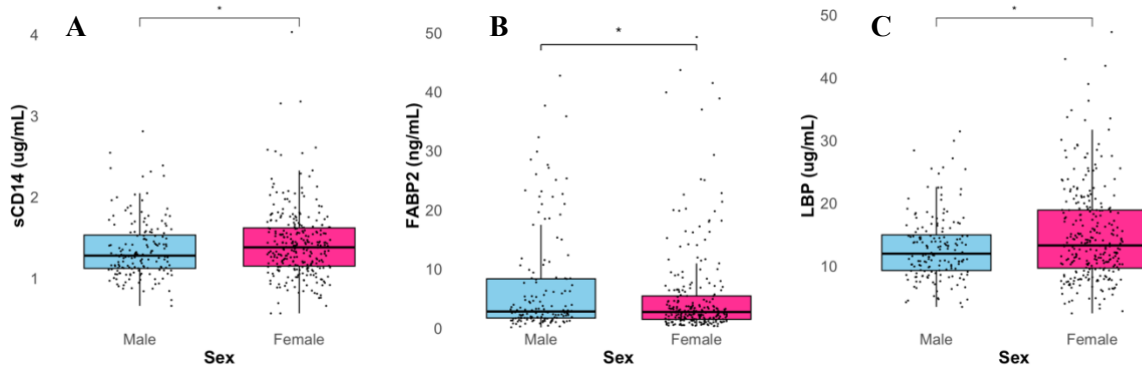 A
*
sCD14 (ug/mL)
4
3
2
1
Male
Female
Sex
B
*
FABP2 (ng/mL)
50
40
30
20
10
0
Male
Female
Sex
C
*
LBP (ug/mL)
50
40
30
20
10
Male
Female
Sex